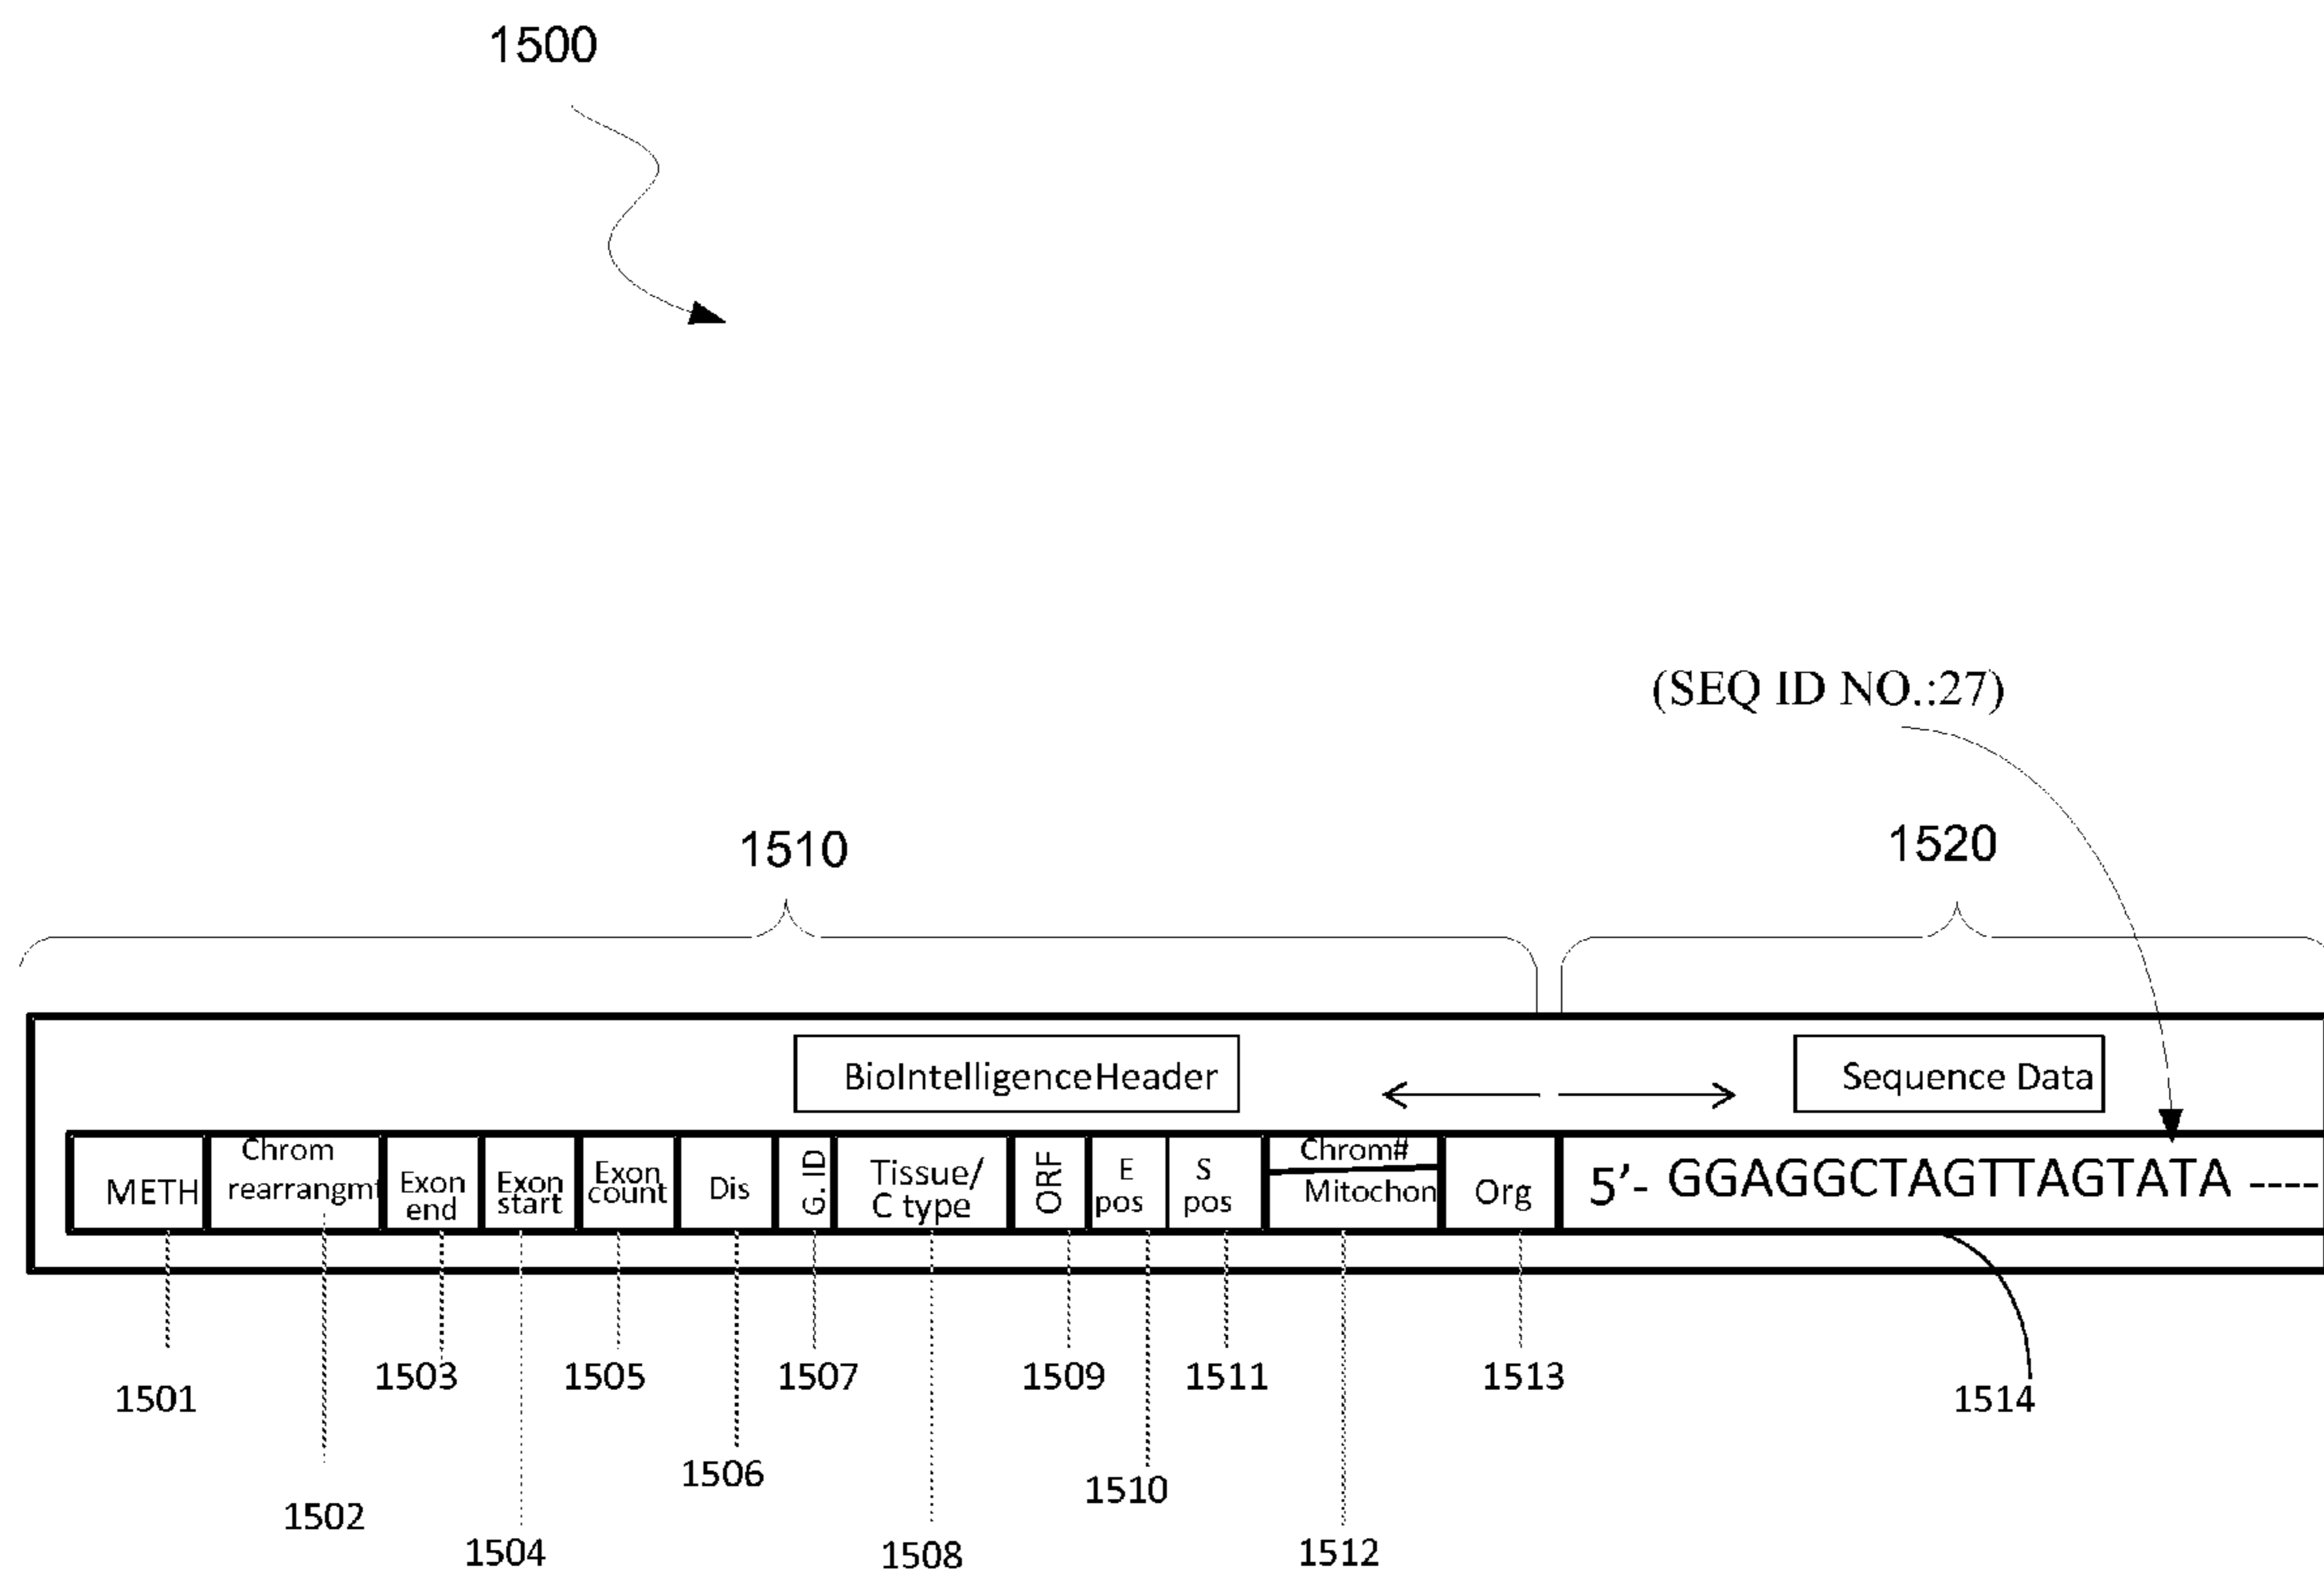 1500
(SEQ ID NO.:27)
1510
1520
BioIntelligenceHeader
Sequence Data
METH
Chrom
rearrangmt
Exon
end
Exon
start
Exon
count
Dis
G. ID
Tissue/
C type
ORF
E
pos
S
pos
Chrom#
Mitochon
Org
5'- GGAGGCTAGTTAGTATA ----
1501
1502
1503
1504
1505
1506
1507
1508
1509
1510
1511
1512
1513
1514